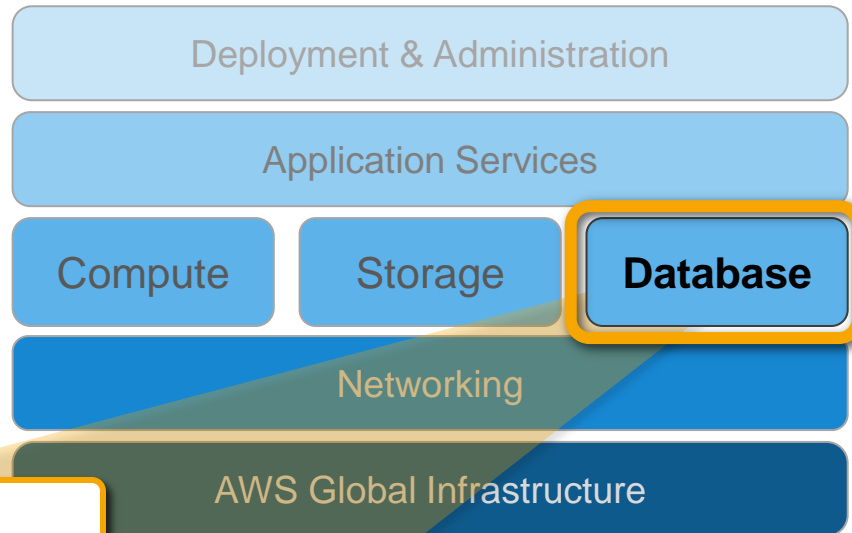 Deployment & Administration
Application Services
Compute Storage Database
Networking
AWS Global Infrastructure